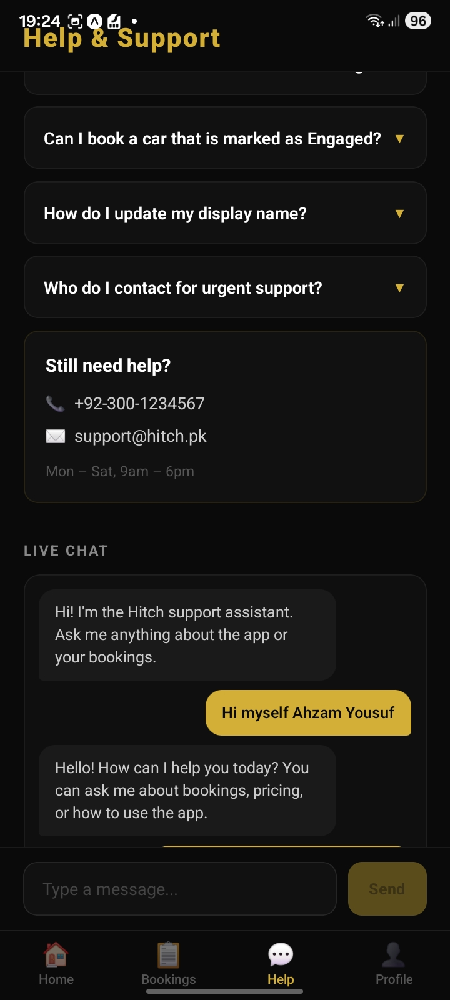 19:24
96
Help & Support
Can I book a car that is marked as Engaged? ▼
How do I update my display name? ▼
Who do I contact for urgent support? ▼
Still need help?
+92-300-1234567
support@hitch.pk
Mon – Sat, 9am – 6pm
LIVE CHAT
Hi! I'm the Hitch support assistant.
Ask me anything about the app or
your bookings.
Hi myself Ahzam Yousuf
Hello! How can I help you today? You
can ask me about bookings, pricing,
or how to use the app.
Type a message...
Send
Home
Bookings
Help
Profile